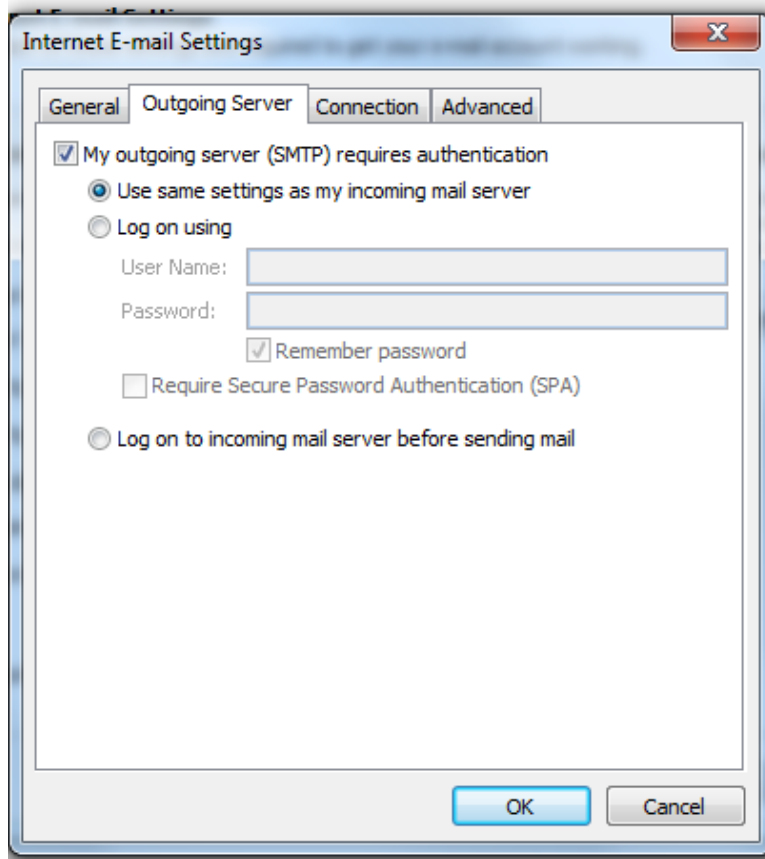 Internet E-mail Settings
General Outgoing Server Connection Advanced
My outgoing server (SMTP) requires authentication
Use same settings as my incoming mail server
Log on using
User Name:
Password:
Remember password
Require Secure Password Authentication (SPA)
Log on to incoming mail server before sending mail
OK Cancel